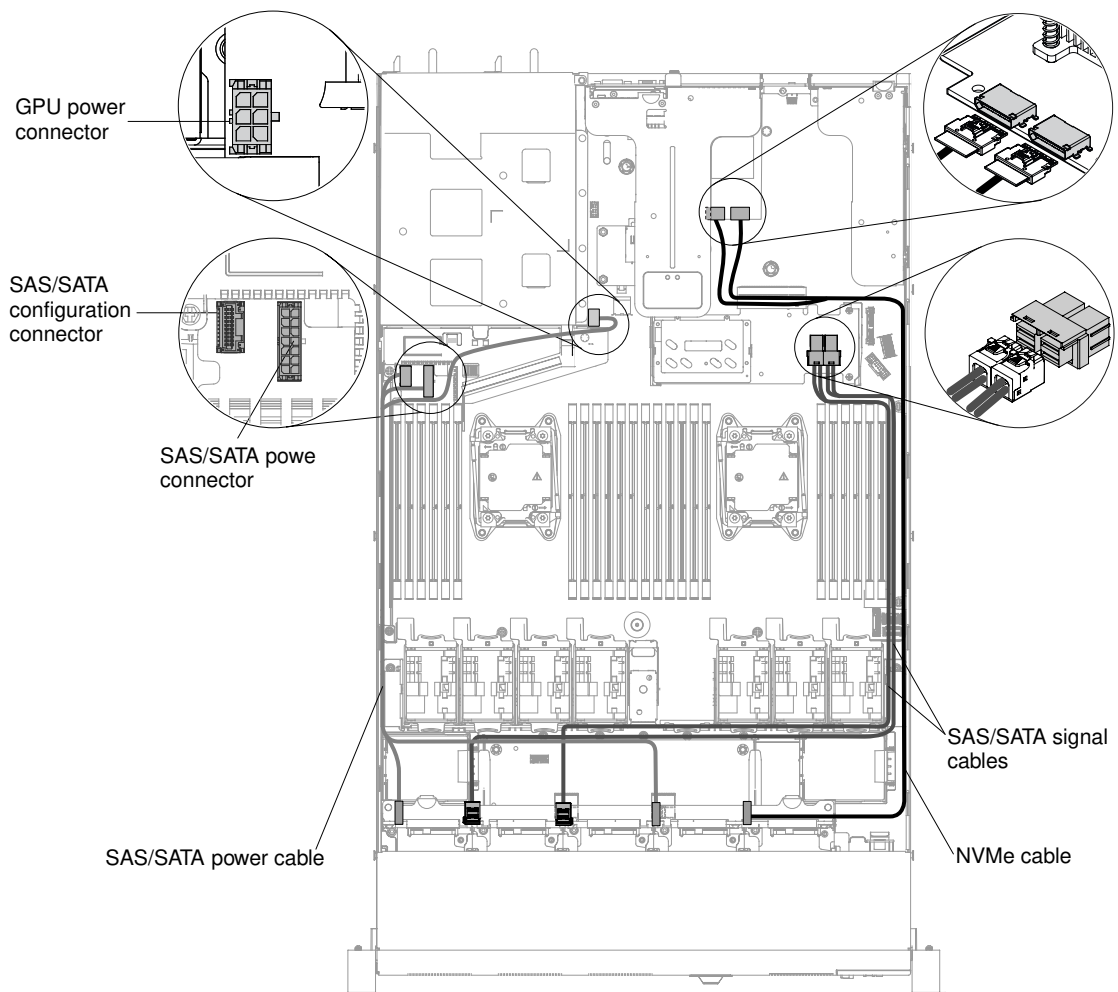 GPU power
connector
SAS/SATA
configuration
connector
SAS/SATA powe
connector
SAS/SATA signal
cables
SAS/SATA power cable
NVMe cable